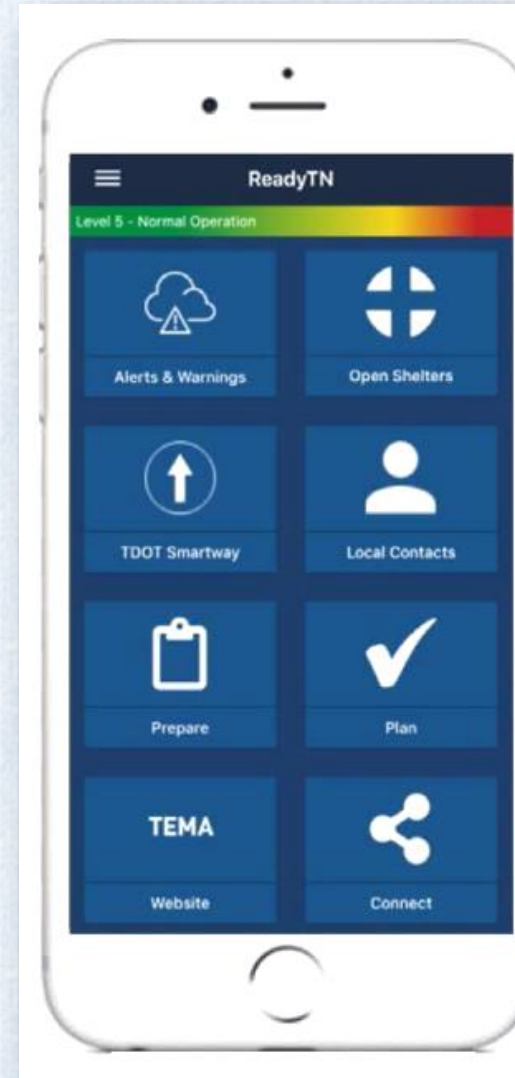 ReadyTN
Level 5 - Normal Operation
Alerts & Warnings
Open Shelters
TDOT Smartway
Local Contacts
Prepare
Plan
TEMA
Website
Connect